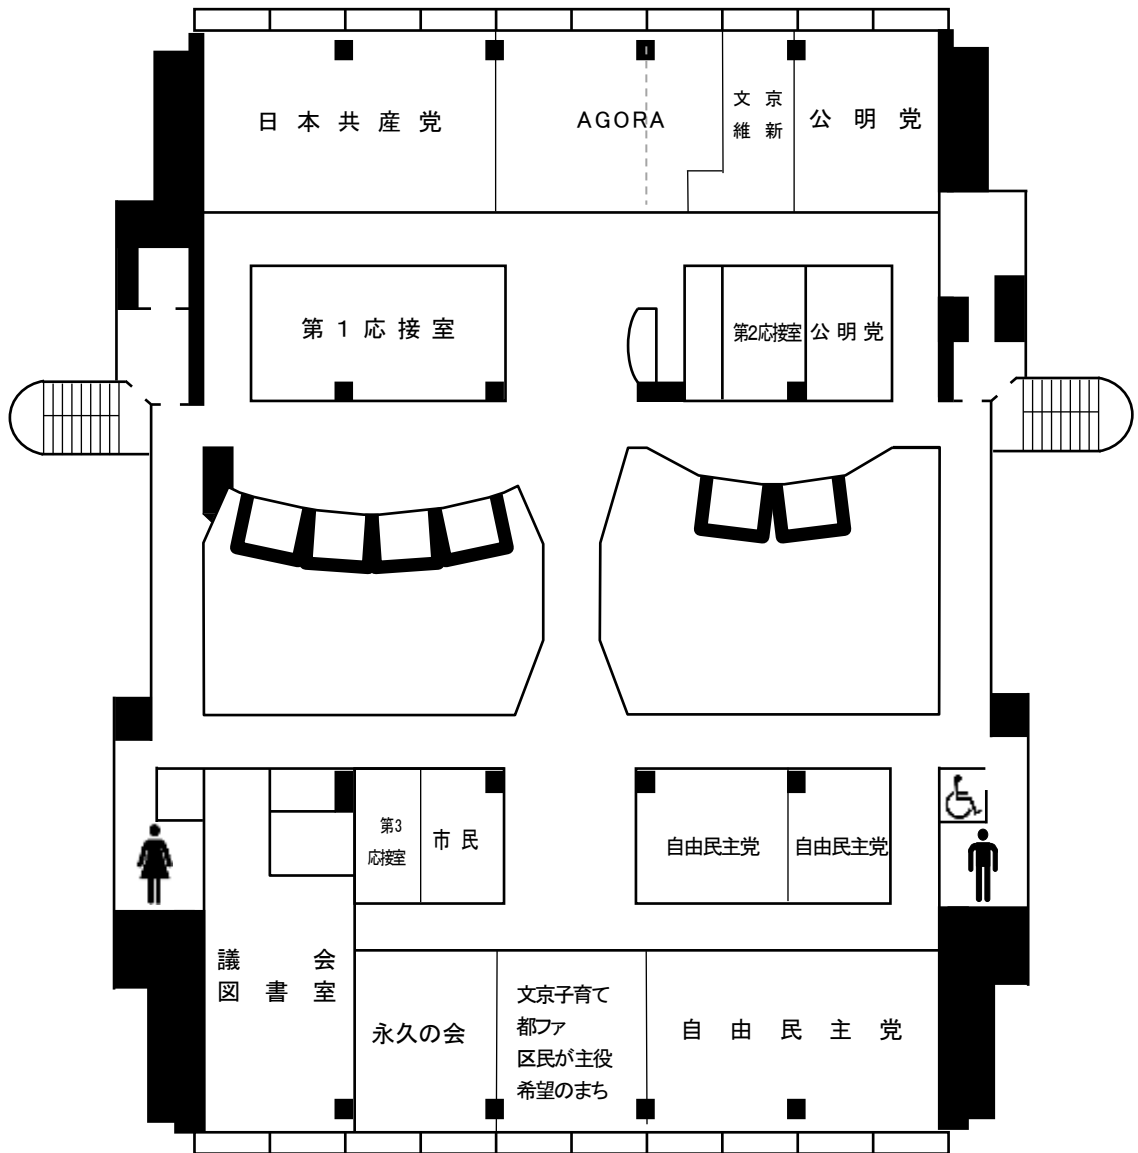 日本共産党
AGORA
文京
維新
公明党
第1応接室
第2応接室
公明党
第3
応接室
市民
自由民主党
自由民主党
議会
図書室
永久の会
文京子育て
都ファ
区民が主役
希望のまち
自由民主党